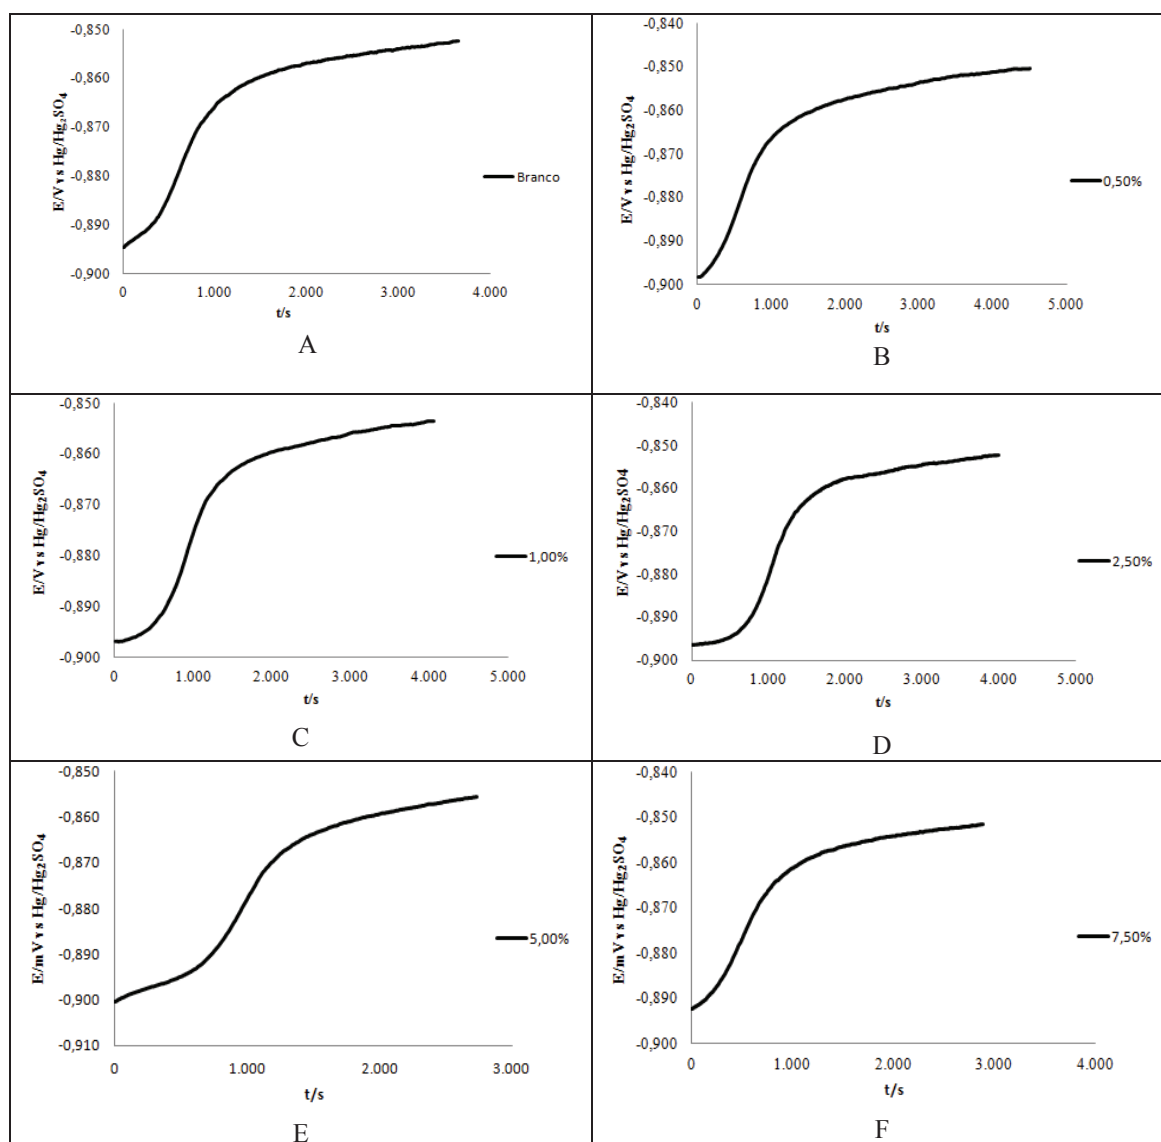 -0,850
-0,860
-0,870
-0,880
-0,890
-0,900
E/V vs Hg/Hg₂SO₄
0 1.000 2.000 3.000 4.000
t/s
Branco
A
-0,840
-0,850
-0,860
-0,870
-0,880
-0,890
-0,900
E/V vs Hg/Hg₂SO₄
0 1.000 2.000 3.000 4.000 5.000
t/s
0,50%
B
-0,850
-0,860
-0,870
-0,880
-0,890
-0,900
E/V vs Hg/Hg₂SO₄
0 1.000 2.000 3.000 4.000 5.000
t/s
1,00%
C
-0,840
-0,850
-0,860
-0,870
-0,880
-0,890
-0,900
E/V vs Hg/Hg₂SO4
0 1.000 2.000 3.000 4.000 5.000
t/s
2,50%
D
-0,850
-0,860
-0,870
-0,880
-0,890
-0,900
-0,910
E/mV vs Hg/Hg₂SO₄
0 1.000 2.000 3.000
t/s
5,00%
E
-0,840
-0,850
-0,860
-0,870
-0,880
-0,890
-0,900
E/mV vs Hg/Hg₂SO₄
0 1.000 2.000 3.000 4.000
t/s
7,50%
F